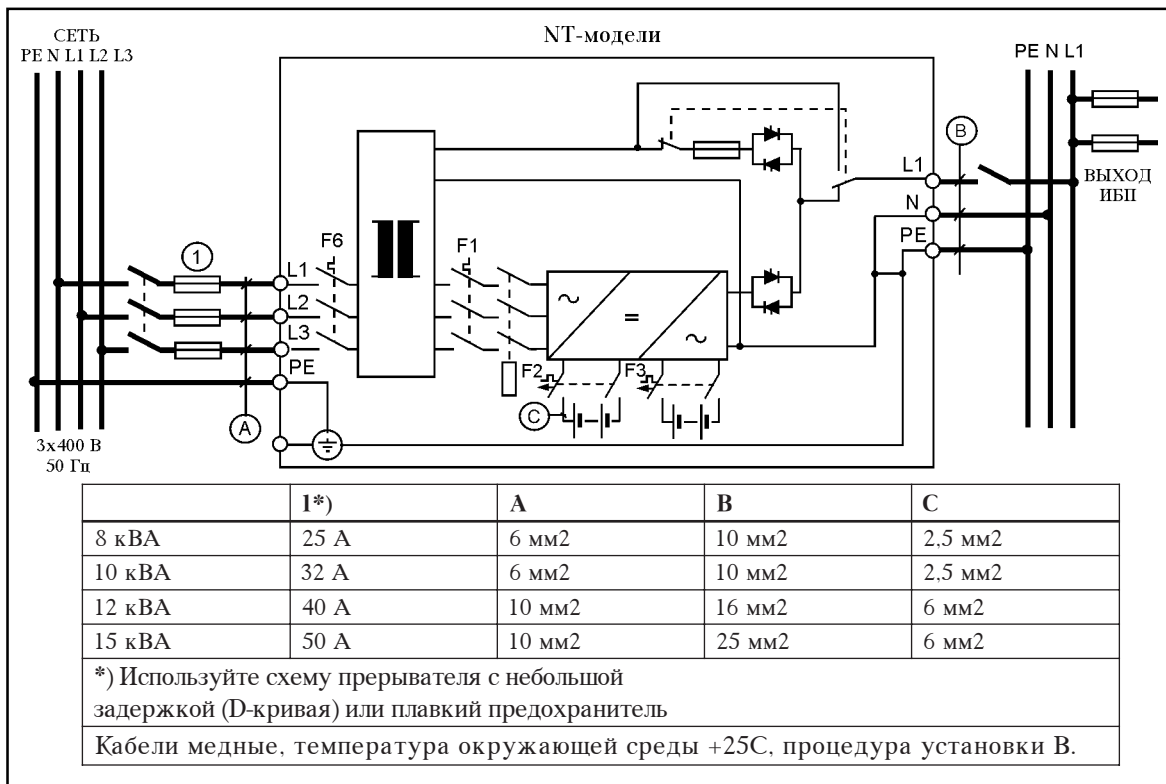 NT-модели
СЕТЬ
PE N L1 L2 L3
PE N L1
B
L1
ВЫХОД
ИБП
N
PE
1
F6
F1
L1
L2
L3
PE
~
=
~
F2
F3
C
A
3x400 В
50 Гц
1*) A B C
8 кВА 25 А 6 мм2 10 мм2 2,5 мм2
10 кВА 32 А 6 мм2 10 мм2 2,5 мм2
12 кВА 40 А 10 мм2 16 мм2 6 мм2
15 кВА 50 А 10 мм2 25 мм2 6 мм2
*) Используйте схему прерывателя с небольшой
задержкой (D-кривая) или плавкий предохранитель
Кабели медные, температура окружающей среды +25С, процедура установки В.